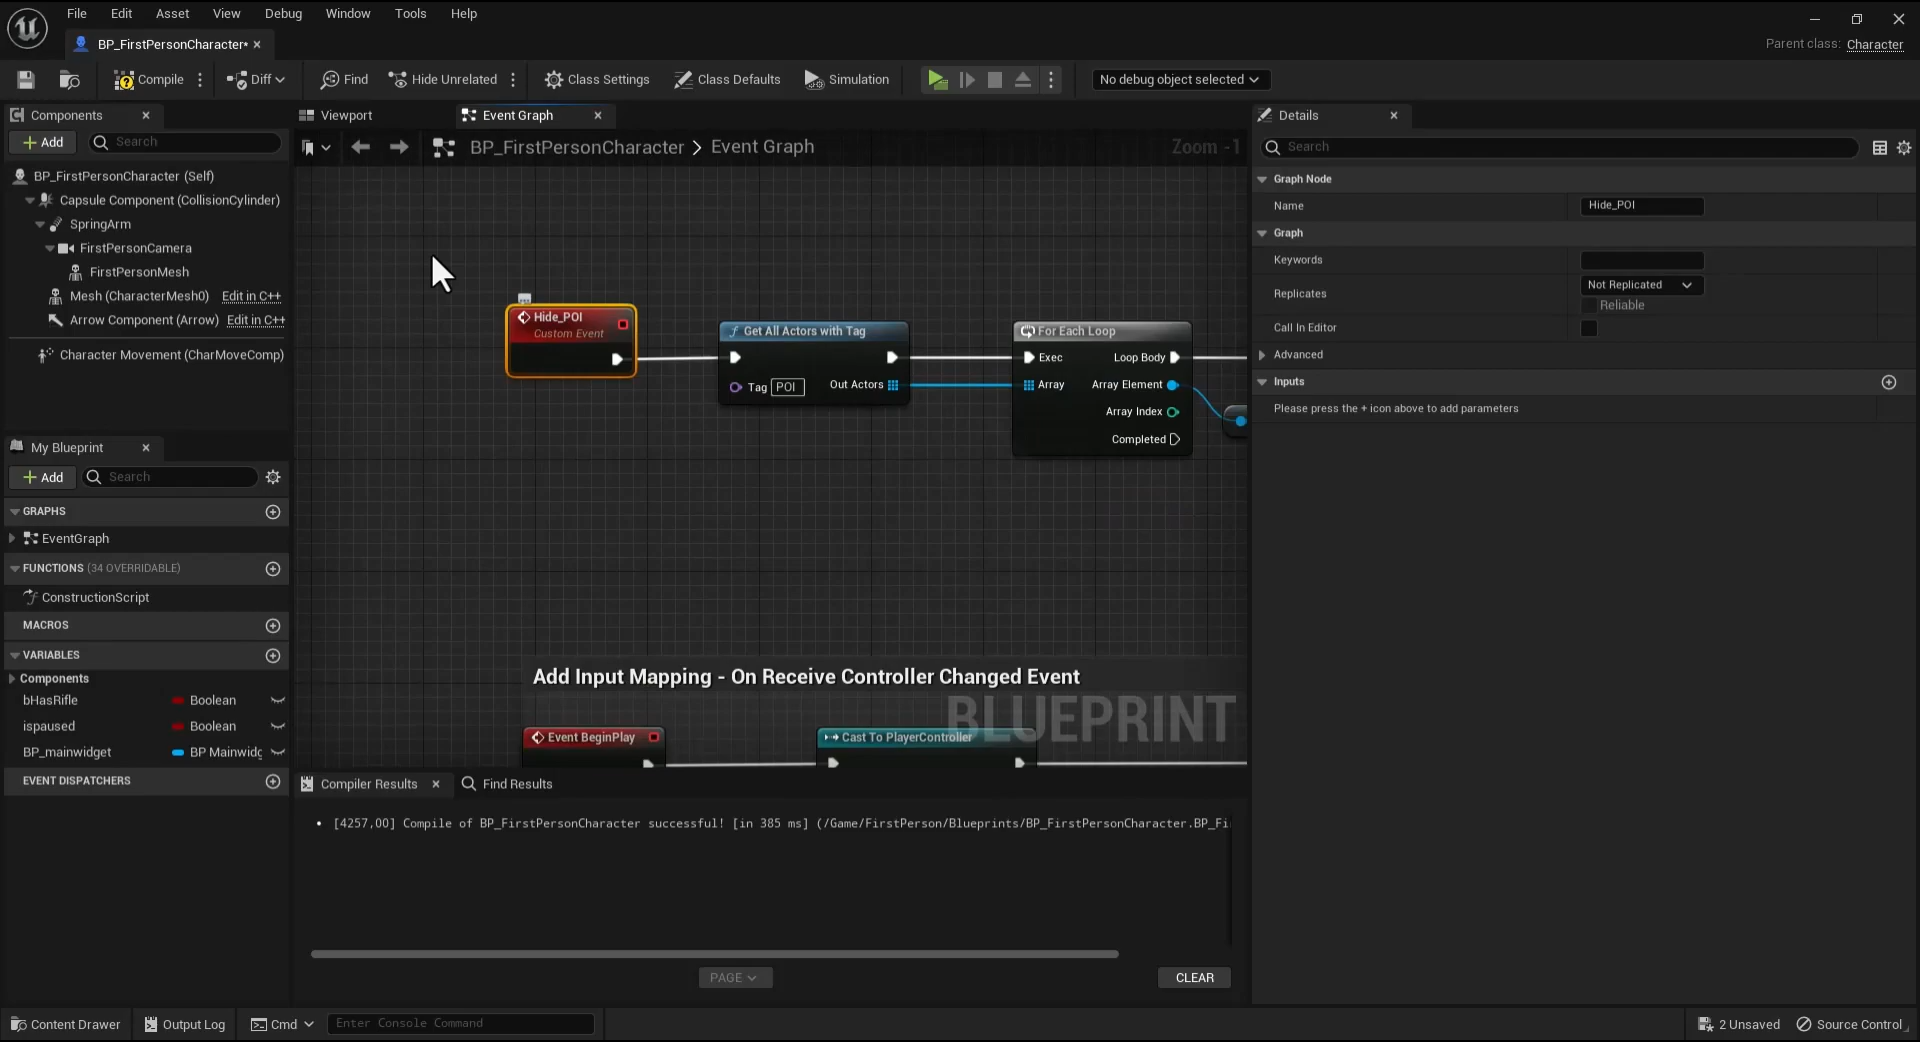 File Edit Asset View Debug Window Tools Help
BP_FirstPersonCharacter*
Parent class: Character
Compile Diff Find Hide Unrelated Class Settings Class Defaults Simulation No debug object selected
Components
Add Search
BP_FirstPersonCharacter (Self)
Capsule Component (CollisionCylinder)
SpringArm
FirstPersonCamera
FirstPersonMesh
Mesh (CharacterMesh0) Edit in C++
Arrow Component (Arrow) Edit in C++
Character Movement (CharMoveComp)
My Blueprint
Add Search
GRAPHS
EventGraph
FUNCTIONS (34 OVERRIDABLE)
ConstructionScript
MACROS
VARIABLES
Components
bHasRifle Boolean
ispaused Boolean
BP_mainwidget BP Mainwidg
EVENT DISPATCHERS
Viewport Event Graph
BP_FirstPersonCharacter > Event Graph
Zoom -1
Hide_POI
Custom Event
Get All Actors with Tag
Tag POI Out Actors
For Each Loop
Exec Loop Body
Array Array Element
Array Index
Completed
Add Input Mapping - On Receive Controller Changed Event
BLUEPRINT
Event BeginPlay
Cast To PlayerController
Compiler Results Find Results
[4257,00] Compile of BP_FirstPersonCharacter successful! [in 385 ms] (/Game/FirstPerson/Blueprints/BP_FirstPersonCharacter.BP_Fi
PAGE CLEAR
Details
Search
Graph Node
Name Hide_POI
Graph
Keywords
Replicates Not Replicated
Reliable
Call In Editor
Advanced
Inputs
Please press the + icon above to add parameters
Content Drawer Output Log Cmd Enter Console Command 2 Unsaved Source Control